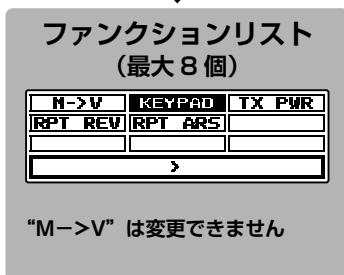 ファンクションリスト
（最大 8 個）
M->V KEYPAD TX PWR
RPT REV RPT ARS
>
“M－>V”は変更できません